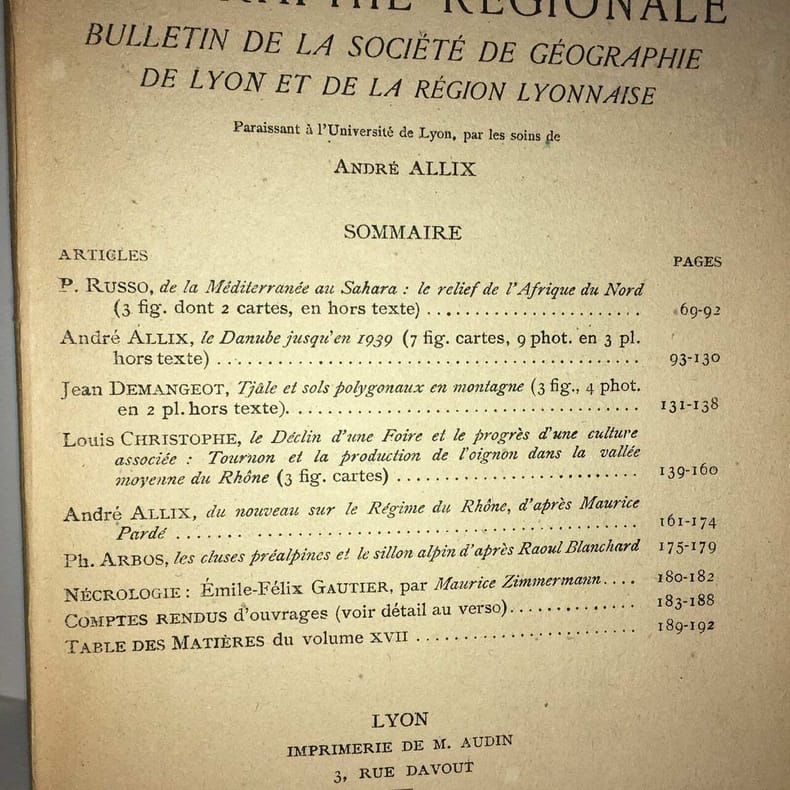 RÉGIONALE
BULLETIN DE LA SOCIÉTÉ DE GÉOGRAPHIE
DE LYON ET DE LA RÉGION LYONNAISE
Paraissant à l'Université de Lyon, par les soins de
ANDRÉ ALLIX
SOMMAIRE
ARTICLES PAGES
P. RUSSO, de la Méditerranée au Sahara : le relief de l'Afrique du Nord
(3 fig. dont 2 cartes, en hors texte) ........................ 69-92
André ALLIX, le Danube jusqu'en 1939 (7 fig. cartes, 9 phot. en 3 pl.
hors texte) ........................ 93-130
Jean DEMANGEOT, Tjâle et sols polygonaux en montagne (3 fig., 4 phot.
en 2 pl. hors texte). ........................ 131-138
Louis CHRISTOPHE, le Déclin d'une Foire et le progrès d'une culture
associée : Tournon et la production de l'oignon dans la vallée
moyenne du Rhône (3 fig. cartes) ........................ 139-160
André ALLIX, du nouveau sur le Régime du Rhône, d'après Maurice
Pardé ........................ 161-174
Ph. ARBOS, les cluses préalpines et le sillon alpin d'après Raoul Blanchard 175-179
NÉCROLOGIE : Émile-Félix GAUTIER, par Maurice Zimmermann.... 180-182
COMPTES RENDUS d'ouvrages (voir détail au verso).............. 183-188
TABLE DES MATIÈRES du volume XVII ........................ 189-192
LYON
IMPRIMERIE DE M. AUDIN
3, RUE DAVOUT